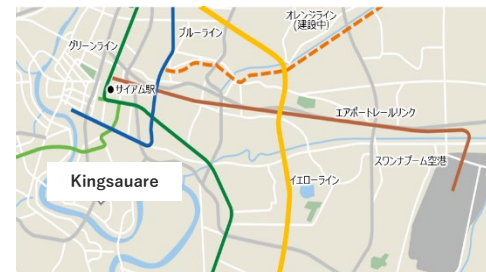 オレンジライン
(建設中)
ブルーライン
グリーンライン
サイアム駅
エアポートレールリンク
スワンナプーム空港
Kingsauare
イエローライン